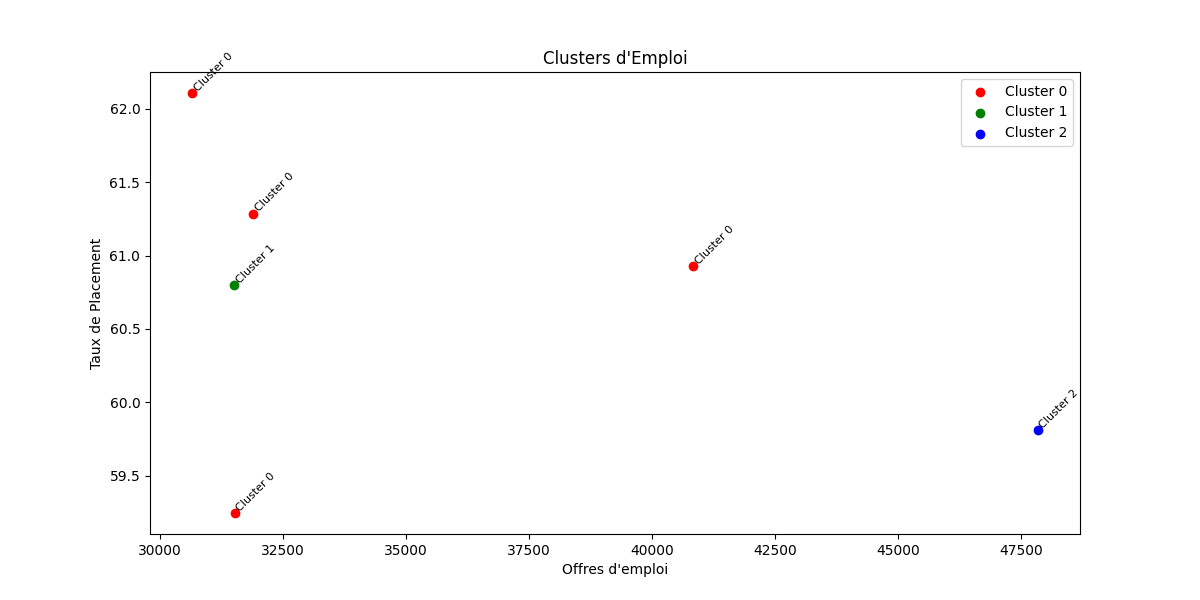 Clusters d'Emploi
Cluster 0
Cluster 1
Cluster 2
Taux de Placement
62.0
61.5
61.0
60.5
60.0
59.5
Cluster 0
Cluster 0
Cluster 1
Cluster 0
Cluster 2
Cluster 0
30000 32500 35000 37500 40000 42500 45000 47500
Offres d'emploi